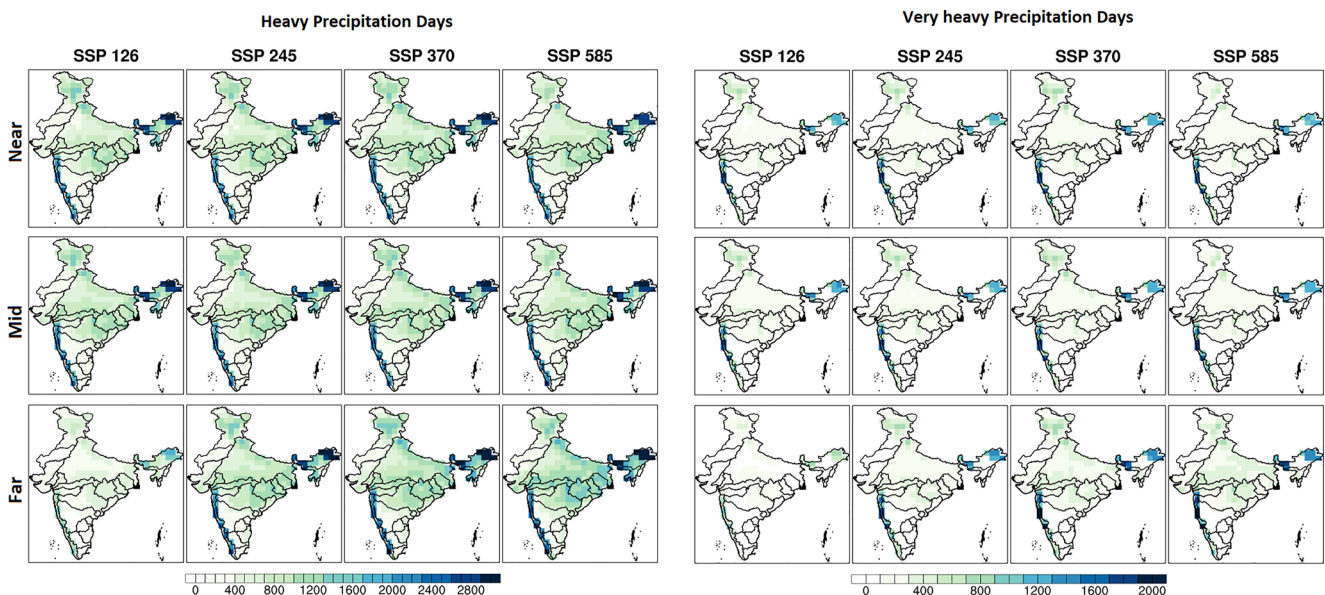 Heavy Precipitation Days
Very heavy Precipitation Days
SSP 126 SSP 245 SSP 370 SSP 585
SSP 126 SSP 245 SSP 370 SSP 585
Near
Mid
Far
0 400 800 1200 1600 2000 2400 2800
0 400 800 1200 1600 2000